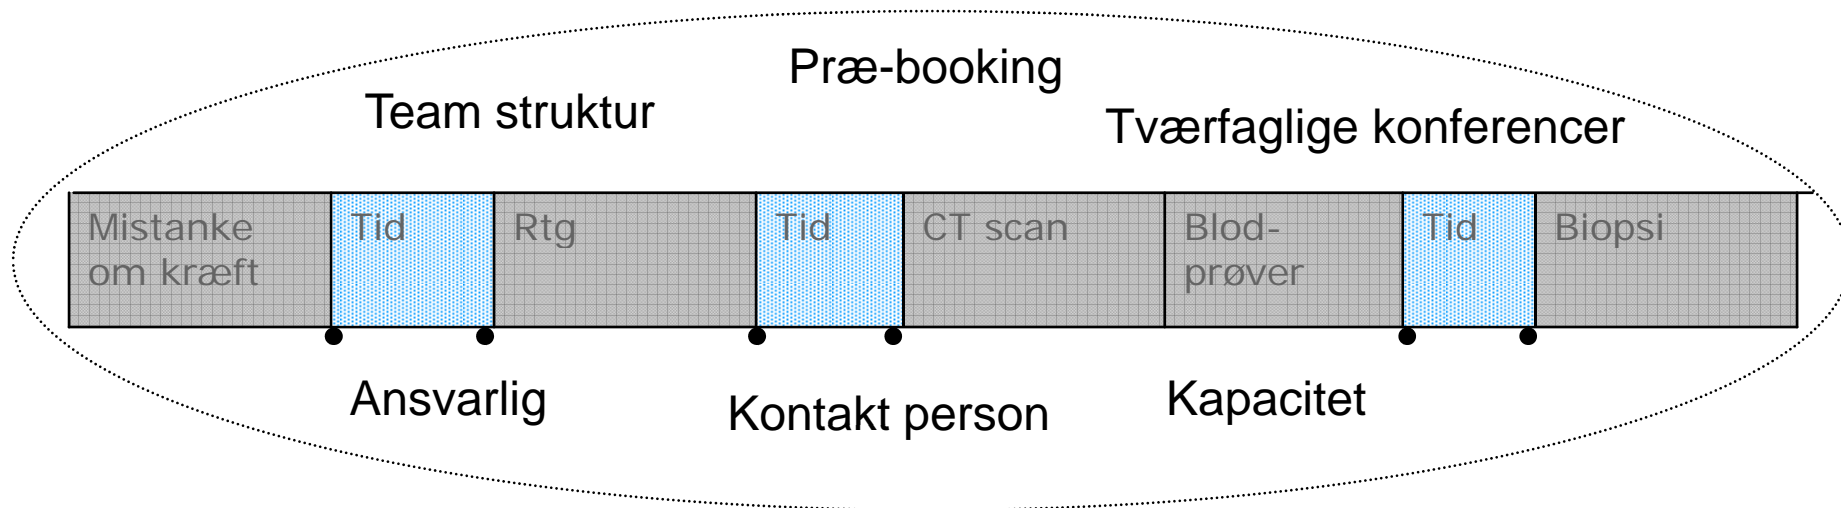 Præ-booking
Team struktur
Tværfaglige konferencer
Mistanke
om kræft
Tid
Rtg
Tid
CT scan
Blod-
prøver
Tid
Biopsi
Ansvarlig
Kontakt person
Kapacitet